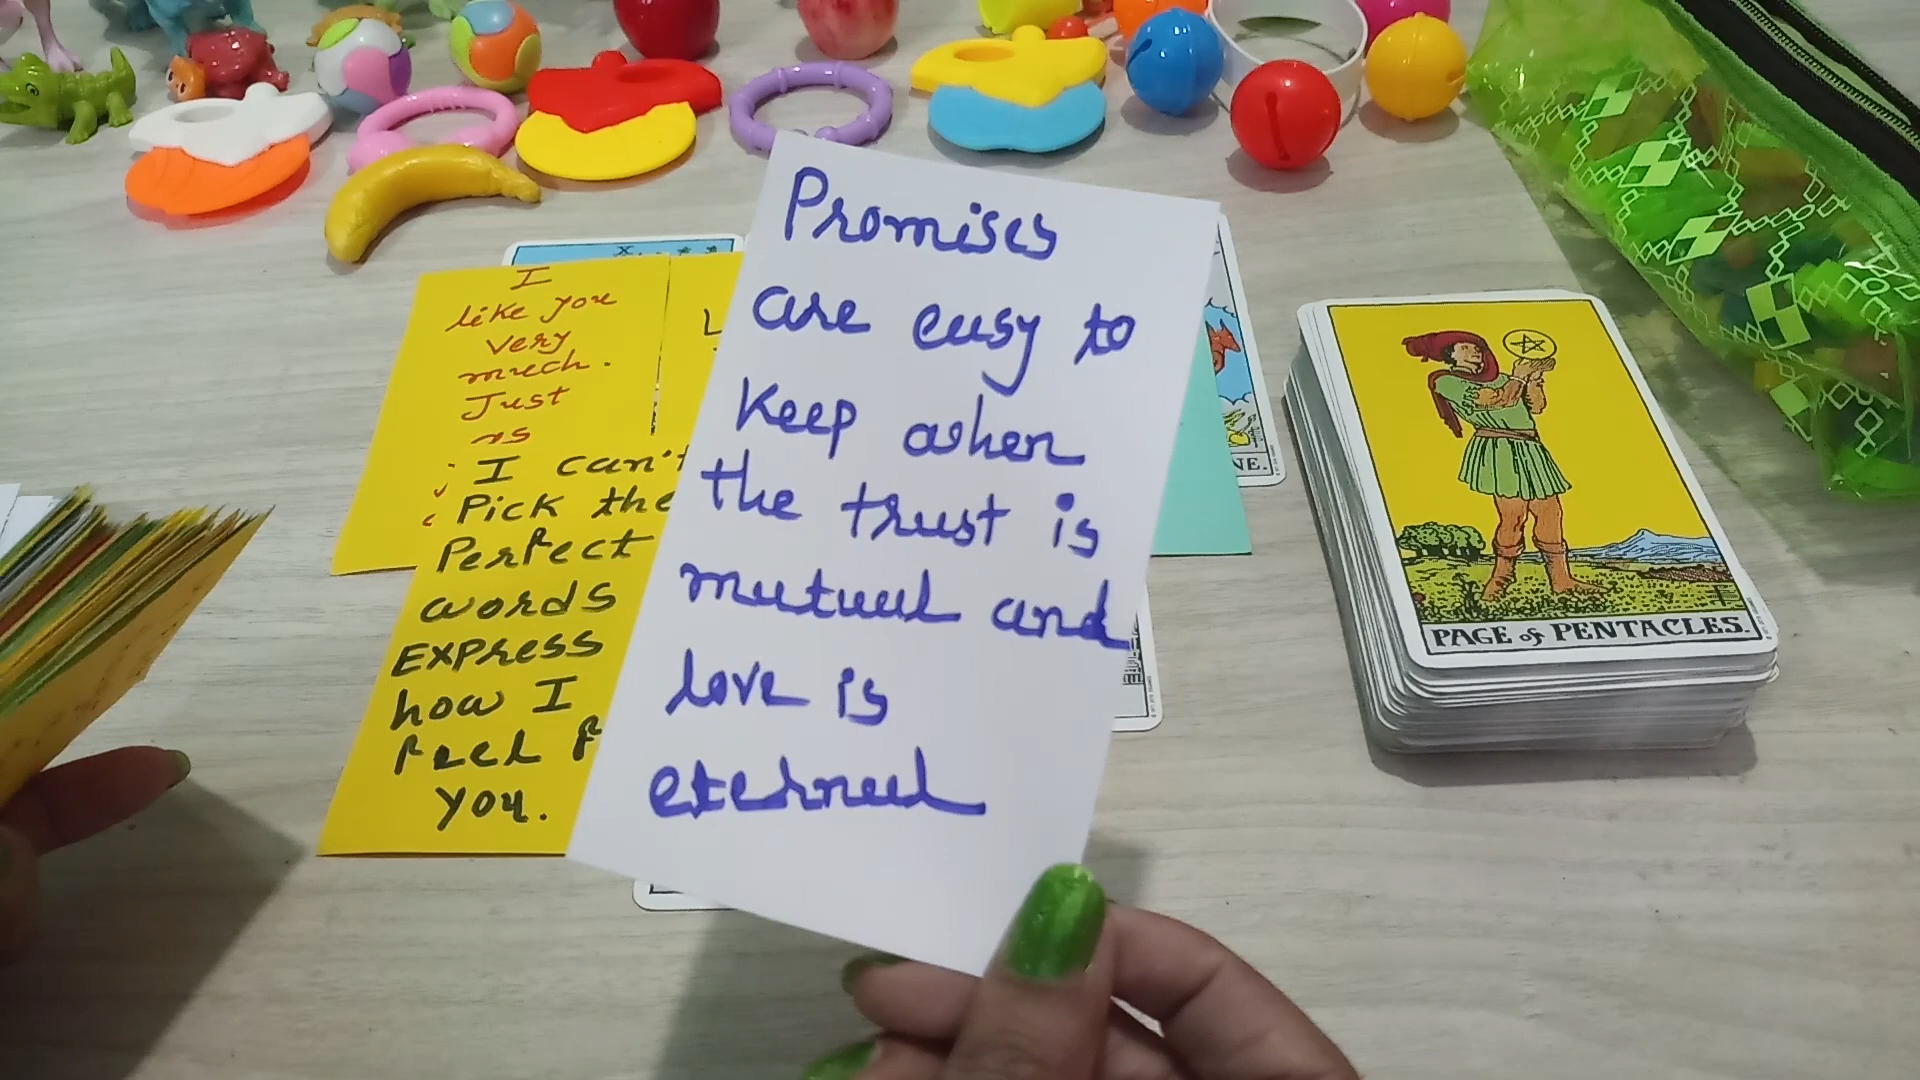 Promises
are easy to
Keep when
the trust is
mutual and
love is
eternal
I
like you
very
much.
Just
as
I can't
Pick the
Perfect
words
Express
how I
feel f
you.
L
X
NE.
PAGE of PENTACLES.